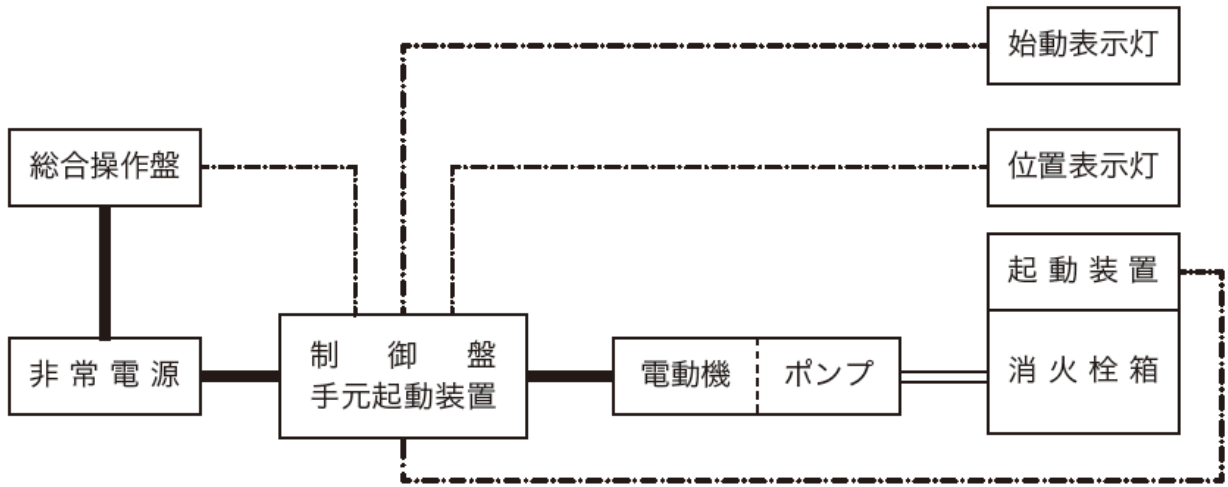 始動表示灯
総合操作盤
位置表示灯
起動装置
非常電源
制御盤
手元起動装置
電動機
ポンプ
消火栓箱